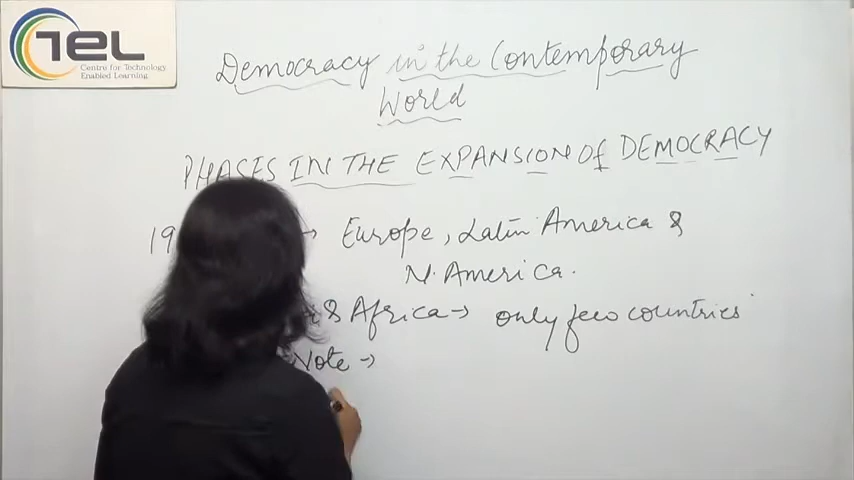 TEL
Centre for Technology
Enabled Learning
Democracy in the Contemporary
World
PHASES IN THE EXPANSION Of DEMOCRACY
19 → Europe, Latin America &
N. America.
& Africa → only few countries
Vote →